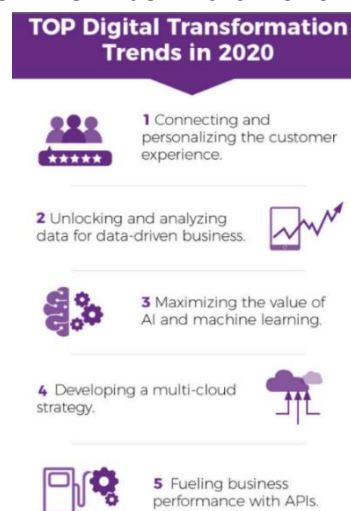 TOP Digital Transformation
Trends in 2020
1 Connecting and
personalizing the customer
experience.
2 Unlocking and analyzing
data for data-driven business.
3 Maximizing the value of
AI and machine learning.
4 Developing a multi-cloud
strategy.
5 Fueling business
performance with APIs.